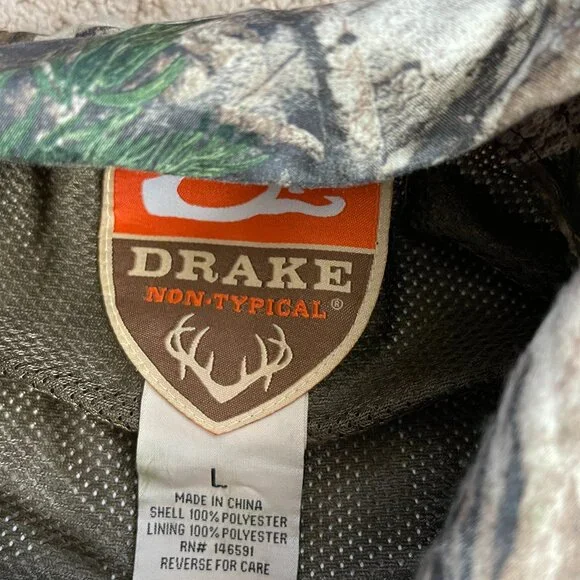 DRAKE
NON-TYPICAL®
L
MADE IN CHINA
SHELL 100% POLYESTER
LINING 100% POLYESTER
RN# 146591
REVERSE FOR CARE